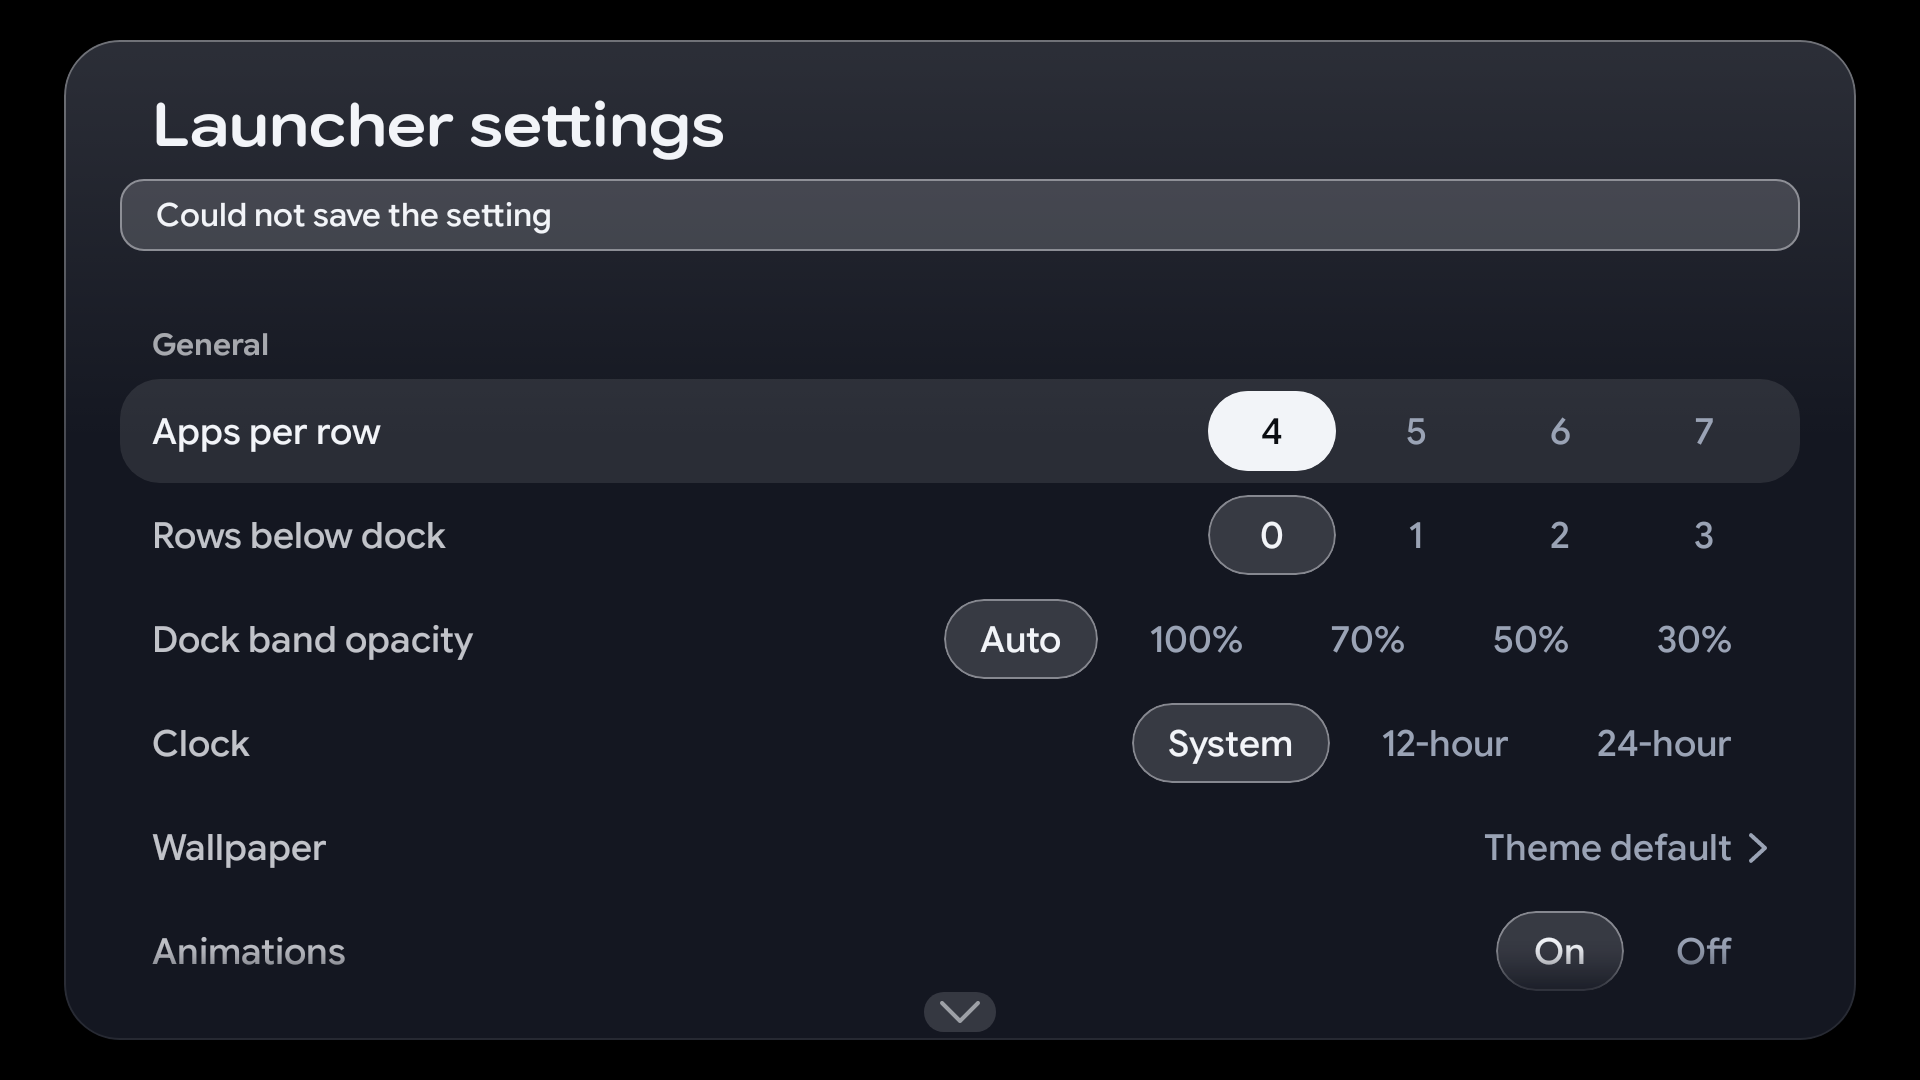 Launcher settings
Could not save the setting
General
Apps per row 4 5 6 7
Rows below dock 0 1 2 3
Dock band opacity Auto 100% 70% 50% 30%
Clock System 12-hour 24-hour
Wallpaper Theme default
Animations On Off